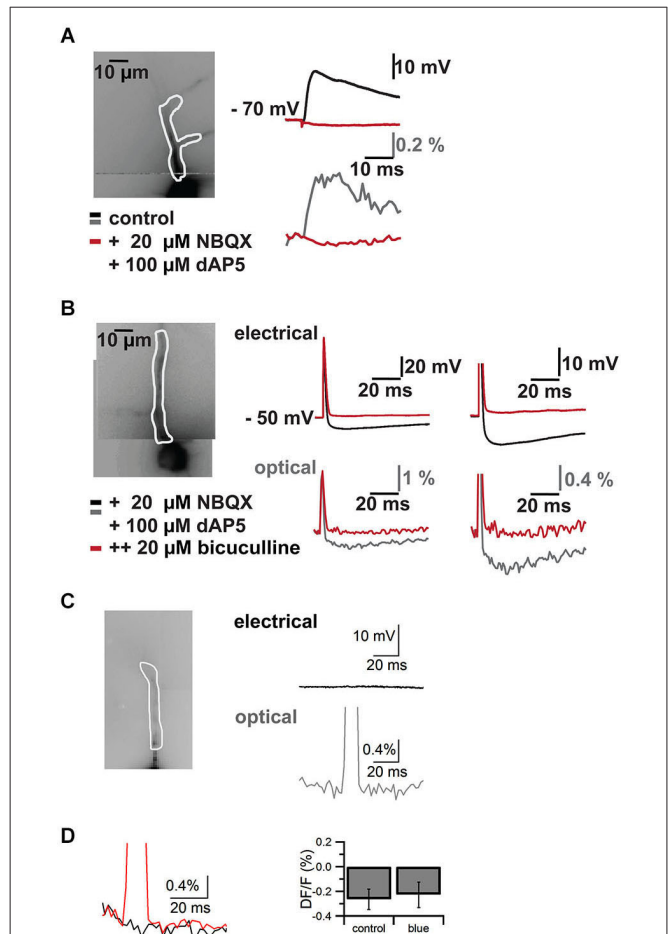 A
10 µm
10 mV
- 70 mV
0.2 %
10 ms
control
+ 20 µM NBQX
+ 100 µM dAP5
B
10 µm
electrical
20 mV
20 ms
10 mV
20 ms
- 50 mV
optical
1 %
20 ms
0.4 %
20 ms
+ 20 µM NBQX
+ 100 µM dAP5
++ 20 µM bicuculline
C
electrical
10 mV
20 ms
optical
0.4%
20 ms
D
0.4%
20 ms
DF/F (%)
0.2
0.0
-0.2
-0.4
control blue